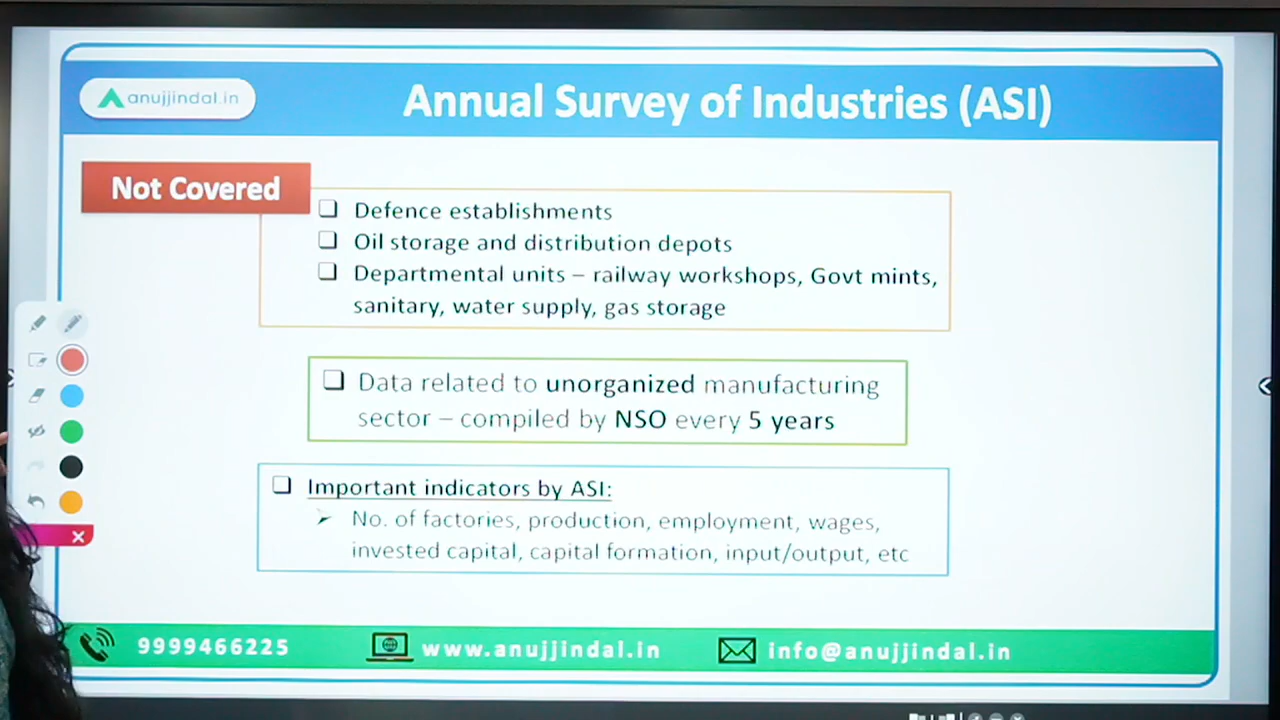 anujjindal.in
Annual Survey of Industries (ASI)
Not Covered
Defence establishments
Oil storage and distribution depots
Departmental units – railway workshops, Govt mints,
sanitary, water supply, gas storage
Data related to unorganized manufacturing
sector – compiled by NSO every 5 years
Important indicators by ASI:
No. of factories, production, employment, wages,
invested capital, capital formation, input/output, etc
9999466225
www.anujjindal.in
info@anujjindal.in